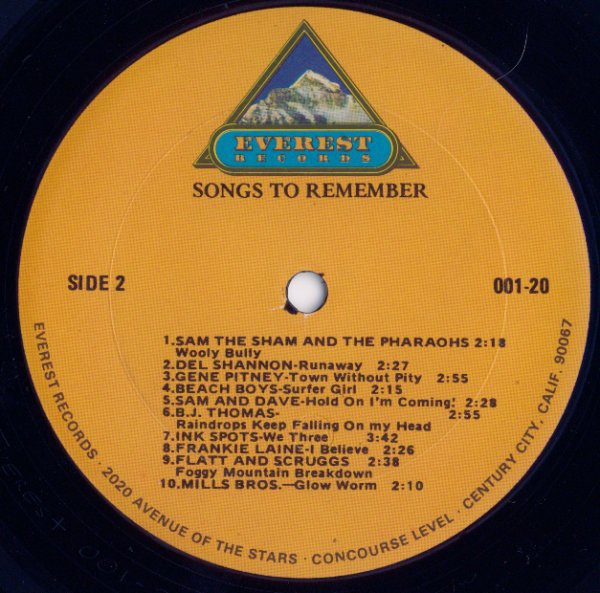 EVEREST
RECORDS
SONGS TO REMEMBER
SIDE 2
001-20
1.SAM THE SHAM AND THE PHARAOHS 2:18
Wooly Bully
2.DEL SHANNON-Runaway 2:27
3.GENE PITNEY-Town Without Pity 2:55
4.BEACH BOYS-Surfer Girl 2:15
5.SAM AND DAVE-Hold On I'm Coming! 2:28
6.B.J. THOMAS- 2:55
Raindrops Keep Falling On my Head
7.INK SPOTS-We Three 3:42
8.FRANKIE LAINE-I Believe 2:26
9.FLATT AND SCRUGGS 2:38
Foggy Mountain Breakdown
10.MILLS BROS.—Glow Worm 2:10
EVEREST RECORDS · 2020 AVENUE OF THE STARS · CONCOURSE LEVEL · CENTURY CITY, CALIF. 90067